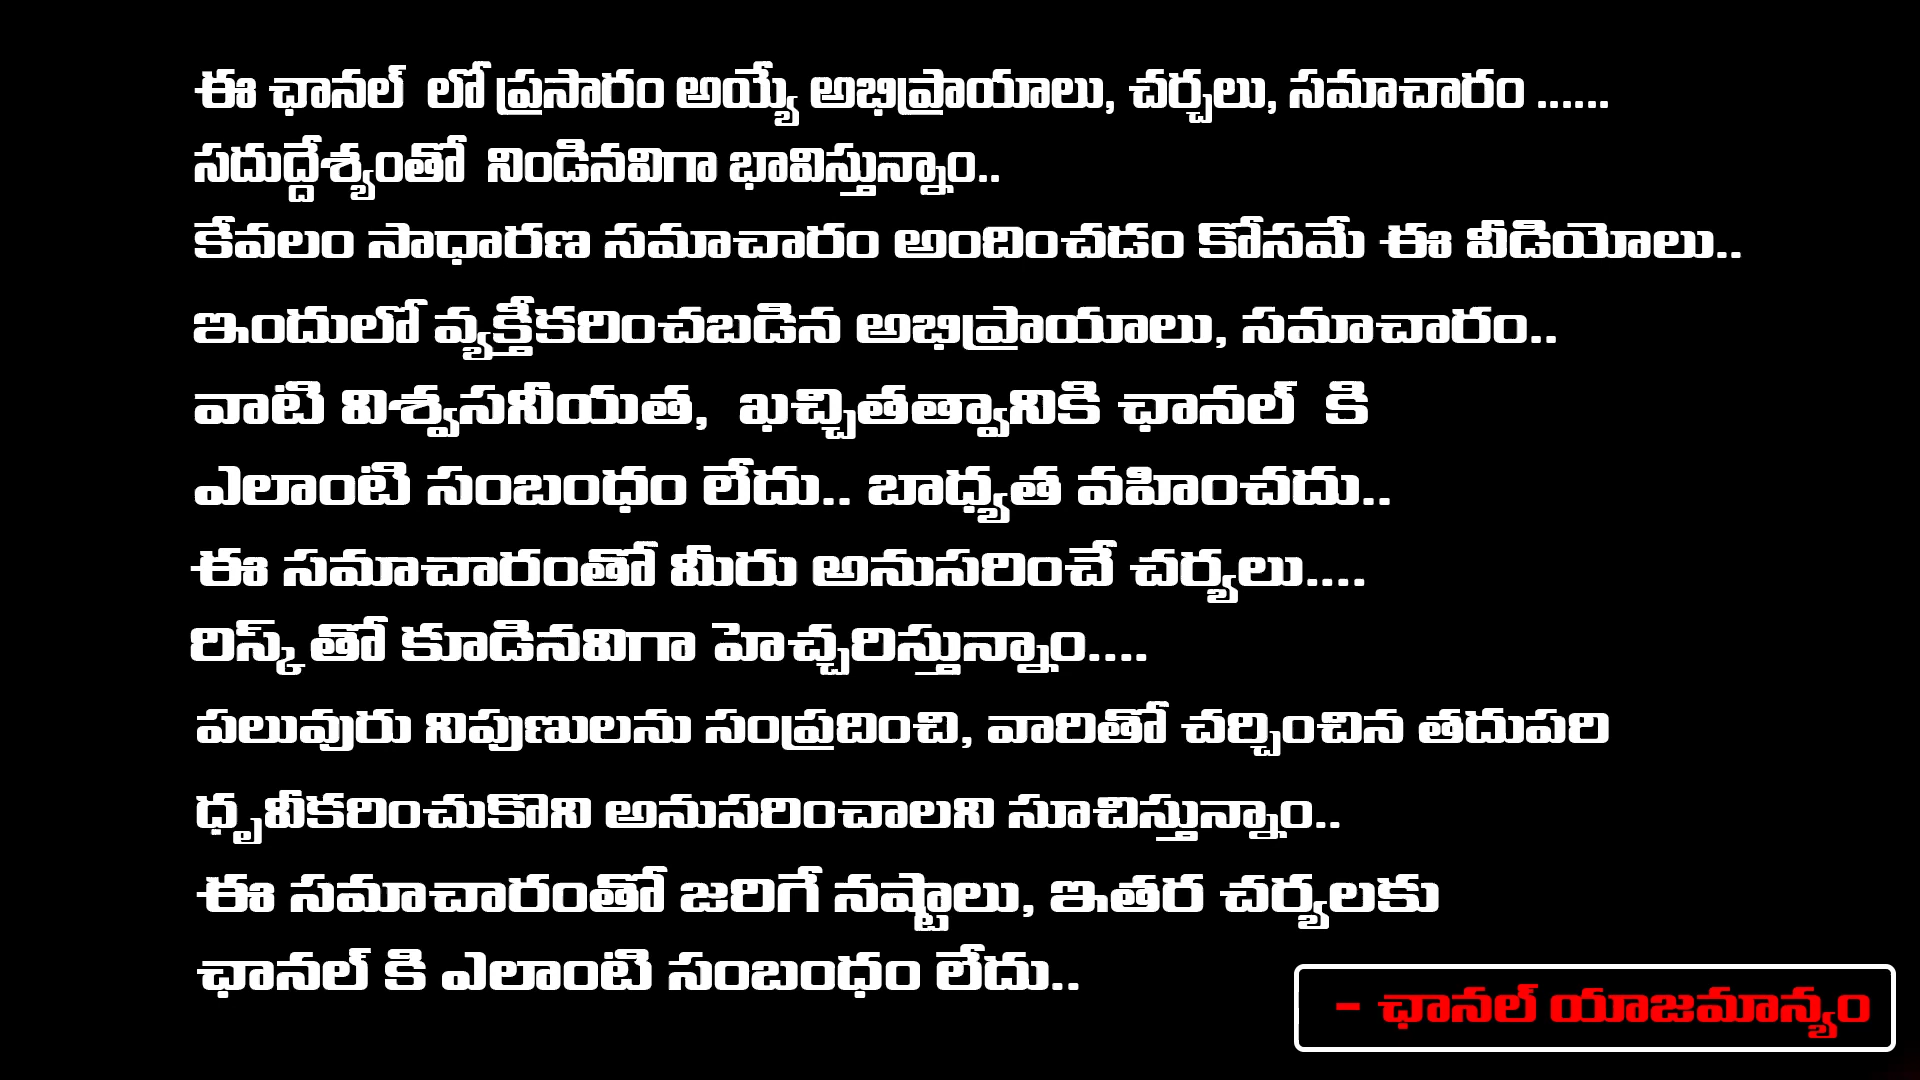 ఈ ఛానల్ లో ప్రసారం అయ్యే అభిప్రాయాలు, చర్చలు, సమాచారం ......
సదుద్దేశ్యంతో నిండినవిగా భావిస్తున్నాం..
కేవలం సాధారణ సమాచారం అందించడం కోసమే ఈ వీడియోలు..
ఇందులో వ్యక్తీకరించబడిన అభిప్రాయాలు, సమాచారం..
వాటి విశ్వసనీయత, ఖచ్చితత్వానికి ఛానల్ కి
ఎలాంటి సంబంధం లేదు.. బాధ్యత వహించదు..
ఈ సమాచారంతో మీరు అనుసరించే చర్యలు....
రిస్క్ తో కూడినవిగా హెచ్చరిస్తున్నాం....
పలువురు నిపుణులను సంప్రదించి, వారితో చర్చించిన తదుపరి
ధృవీకరించుకొని అనుసరించాలని సూచిస్తున్నాం..
ఈ సమాచారంతో జరిగే నష్టాలు, ఇతర చర్యలకు
ఛానల్ కి ఎలాంటి సంబంధం లేదు..
- ఛానల్ యాజమాన్యం